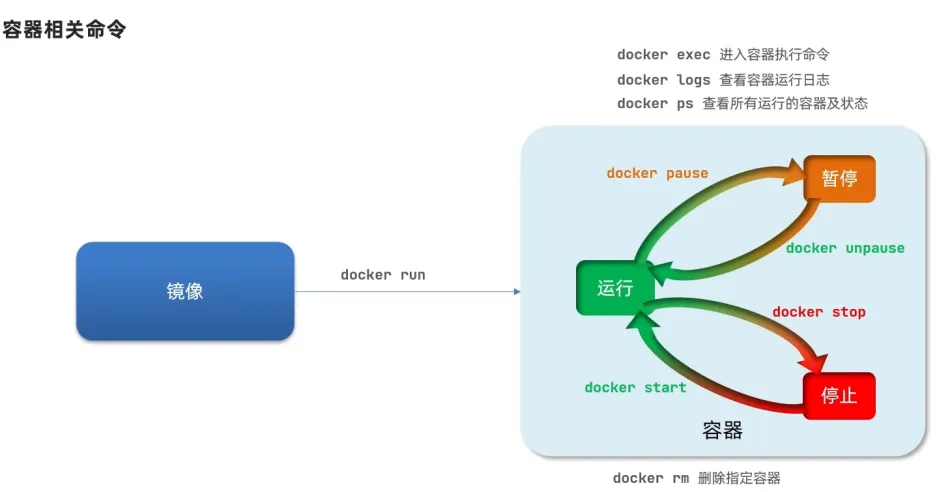 容器相关命令
docker exec 进入容器执行命令
docker logs 查看容器运行日志
docker ps 查看所有运行的容器及状态
docker pause
暂停
docker unpause
docker run
镜像
运行
docker stop
docker start
停止
容器
docker rm 删除指定容器